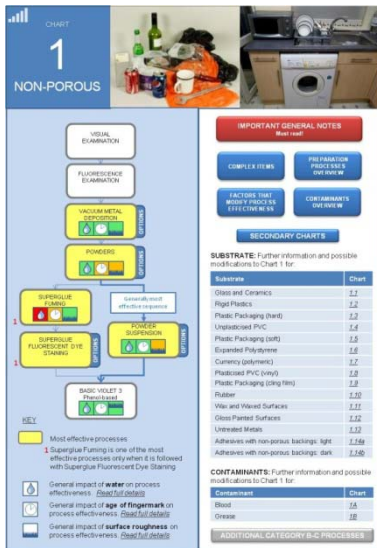 CHART
1
NON-POROUS
VISUAL
EXAMINATION
FLUORESCENCE
EXAMINATION
VACUUM METAL
DEPOSITION
OPTIONS
POWDERS
OPTIONS
SUPERGLUE
FUMING
1
Generally most
effective sequence
SUPERGLUE
FLUORESCENT DYE
STAINING
OPTIONS
1
POWDER
SUSPENSION
OPTIONS
BASIC VIOLET 3
Phenol-based
KEY
Most effective processes
1 Superglue Fuming is one of the most
effective processes only when it is followed
with Superglue Fluorescent Dye Staining
General impact of water on process
effectiveness Read full details
General impact of age of fingermark on
process effectiveness. Read full details
General impact of surface roughness on
process effectiveness. Read full details
IMPORTANT GENERAL NOTES
Must read!
COMPLEX ITEMS
PREPARATION
PROCESSES
OVERVIEW
FACTORS THAT
MODIFY PROCESS
EFFECTIVENESS
CONTAMINANTS
OVERVIEW
SECONDARY CHARTS
SUBSTRATE: Further information and possible
modifications to Chart 1 for:
Substrate Chart
Glass and Ceramics 1.1
Rigid Plastics 1.2
Plastic Packaging (hard) 1.3
Unplasticised PVC 1.4
Plastic Packaging (soft) 1.5
Expanded Polystyrene 1.6
Currency (polymeric) 1.7
Plasticised PVC (vinyl) 1.8
Plastic Packaging (cling film) 1.9
Rubber 1.10
Wax and Waxed Surfaces 1.11
Gloss Painted Surfaces 1.12
Untreated Metals 1.13
Adhesives with non-porous backings: light 1.14a
Adhesives with non-porous backings: dark 1.14b
CONTAMINANTS: Further information and possible
modifications to Chart 1 for:
Contaminant Chart
Blood 1A
Grease 1B
ADDITIONAL CATEGORY B-C PROCESSES